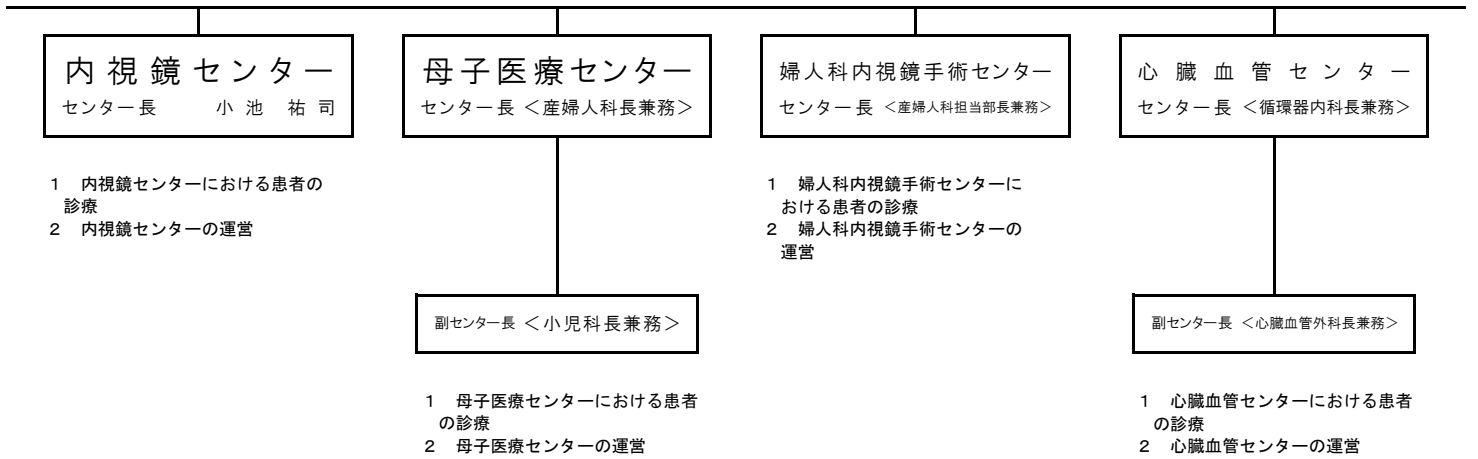 内視鏡センター
センター長　小池　祐司
1　内視鏡センターにおける患者の
診療
2　内視鏡センターの運営
母子医療センター
センター長 <産婦人科長兼務>
副センター長 <小児科長兼務>
1　母子医療センターにおける患者
の診療
2　母子医療センターの運営
婦人科内視鏡手術センター
センター長 <産婦人科担当部長兼務>
1　婦人科内視鏡手術センターに
おける患者の診療
2　婦人科内視鏡手術センターの
運営
心臓血管センター
センター長 <循環器内科長兼務>
副センター長 <心臓血管外科長兼務>
1　心臓血管センターにおける患者
の診療
2　心臓血管センターの運営